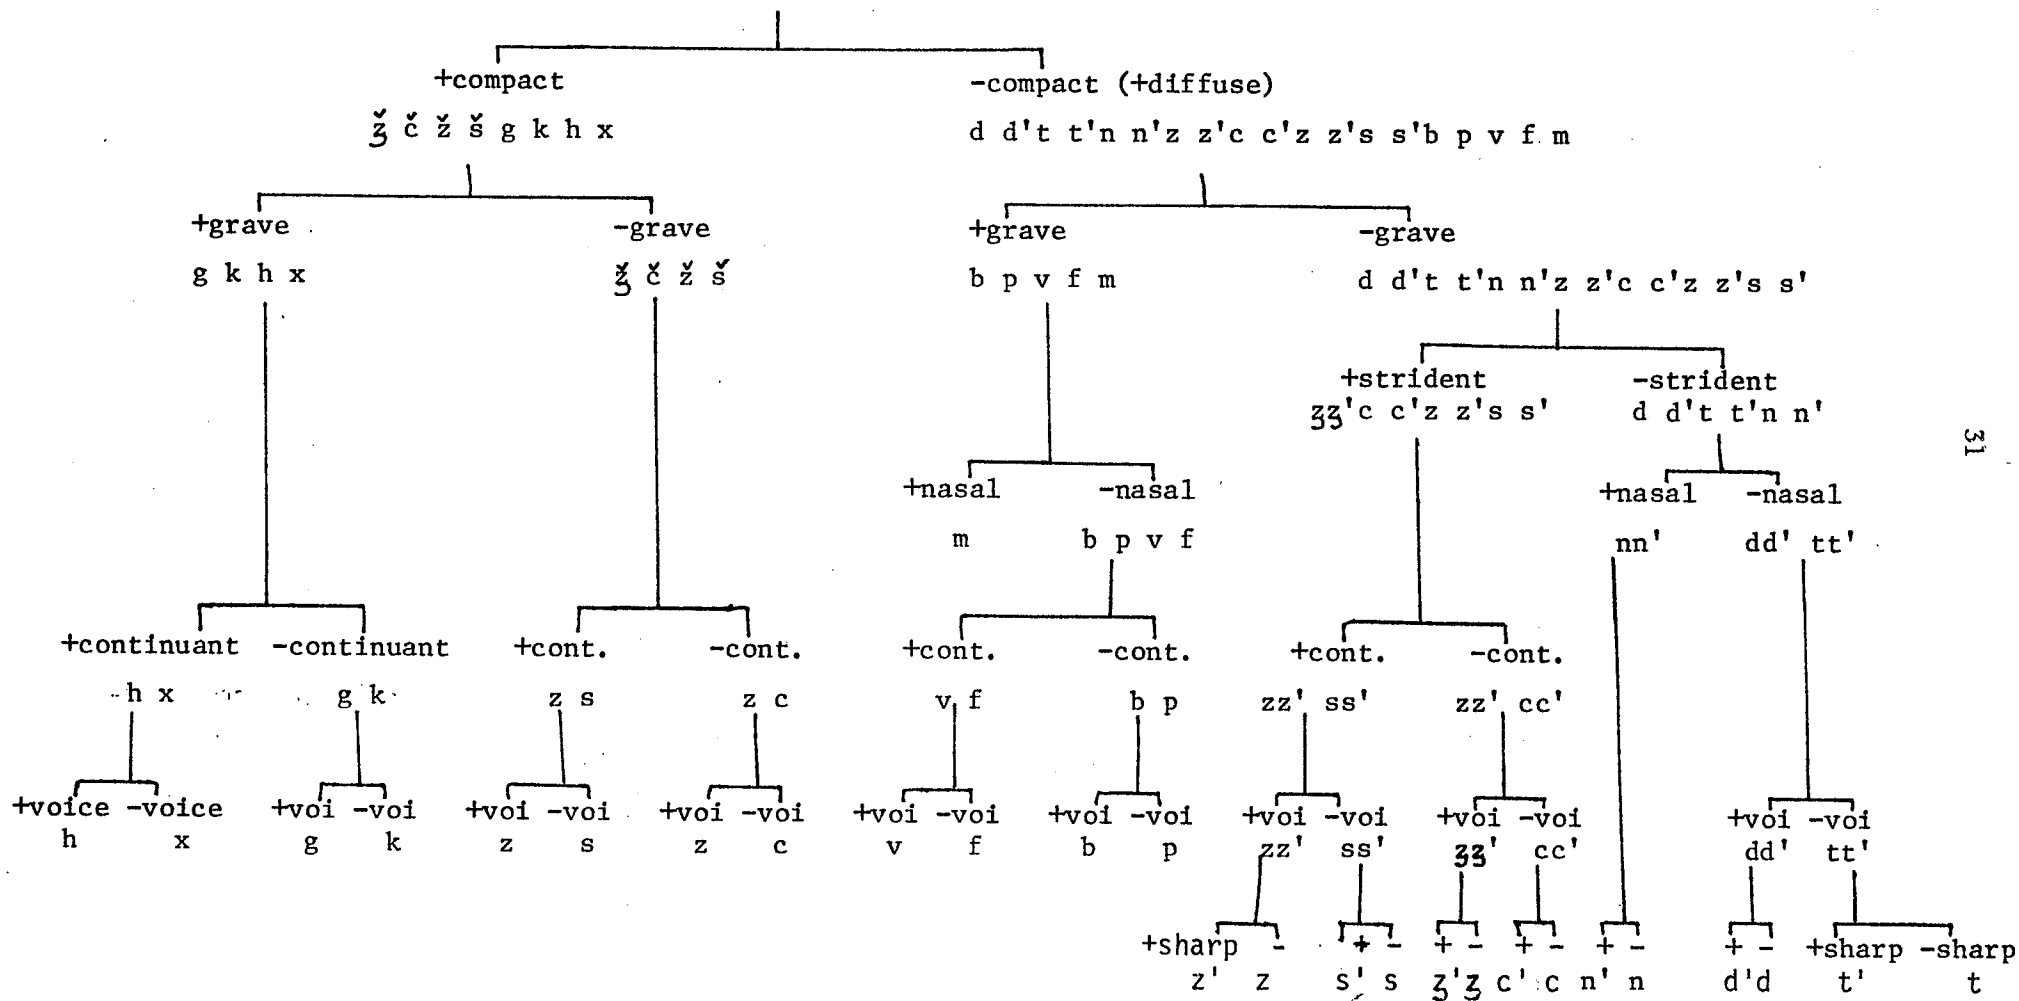 +compact -compact (+diffuse)
ǯ č ž š g k h x d d't t'n n'z z'c c'z z's s'b p v f m
+grave -grave +grave -grave
g k h x ǯ č ž š b p v f m d d't t'n n'z z'c c'z z's s'
+strident -strident
ʒʒ'c c'z z's s' d d't t'n n'
31
+nasal -nasal +nasal -nasal
m b p v f nn' dd' tt'
+continuant -continuant +cont. -cont. +cont. -cont. +cont. -cont.
h x g k z s z c v f b p zz' ss' zz' cc'
+voice -voice +voi -voi +voi -voi +voi -voi +voi -voi +voi -voi +voi -voi +voi -voi +voi -voi
h x g k z s z c v f b p zz' ss' ʒʒ' cc' dd' tt'
+sharp - + - + - + - + - + - +sharp -sharp
z' z s' s ʒ'ʒ c' c n' n d'd t' t